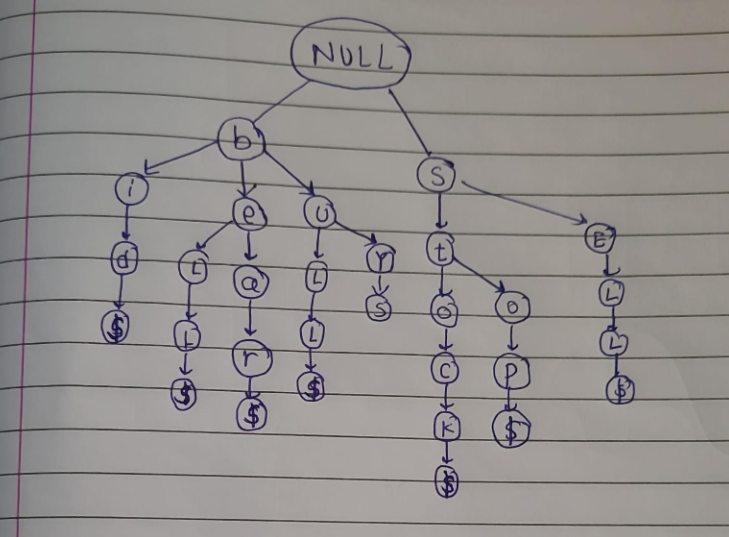 NULL
b
S
i e U t E
d L a L Y o o L
$ L r L S C P L
$ $ $ K $ $
$